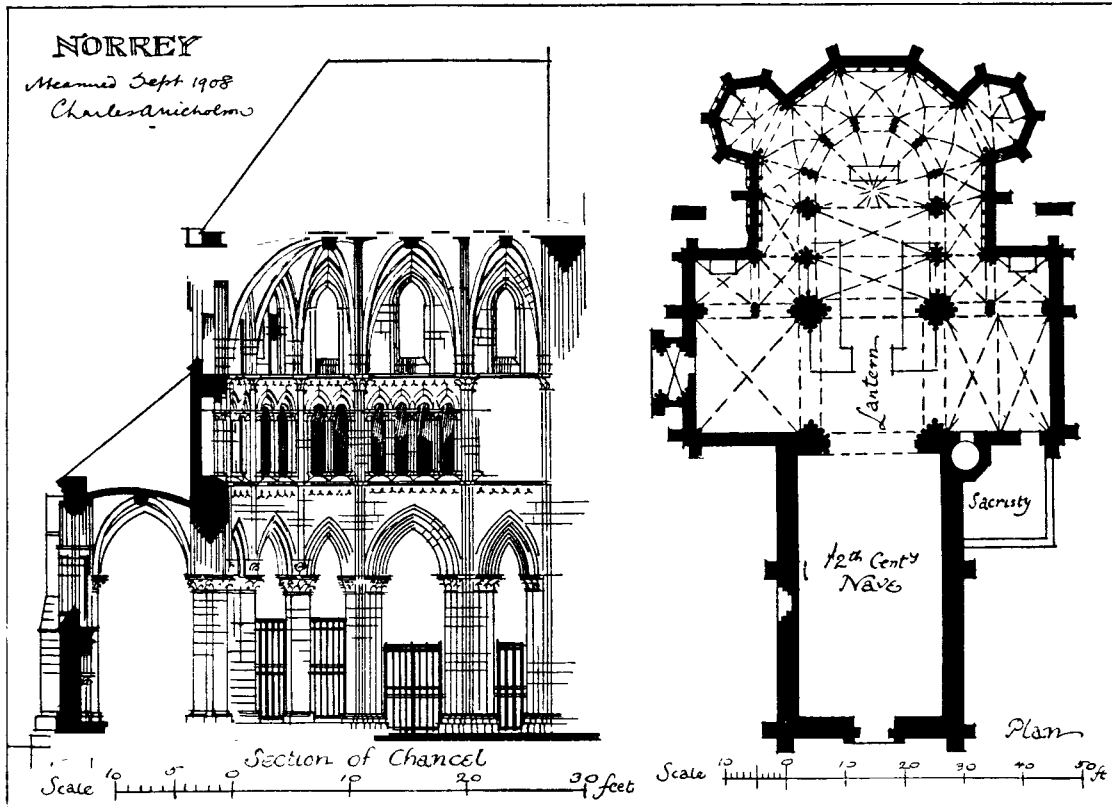 NORREY
Measured Sept 1908
Charles A Nicholson
Lantern
Sacristy
12th Centy
Nave
Plan
Section of Chancel
Scale 10 5 0 10 20 30 feet
Scale 10 0 10 20 30 40 50 ft